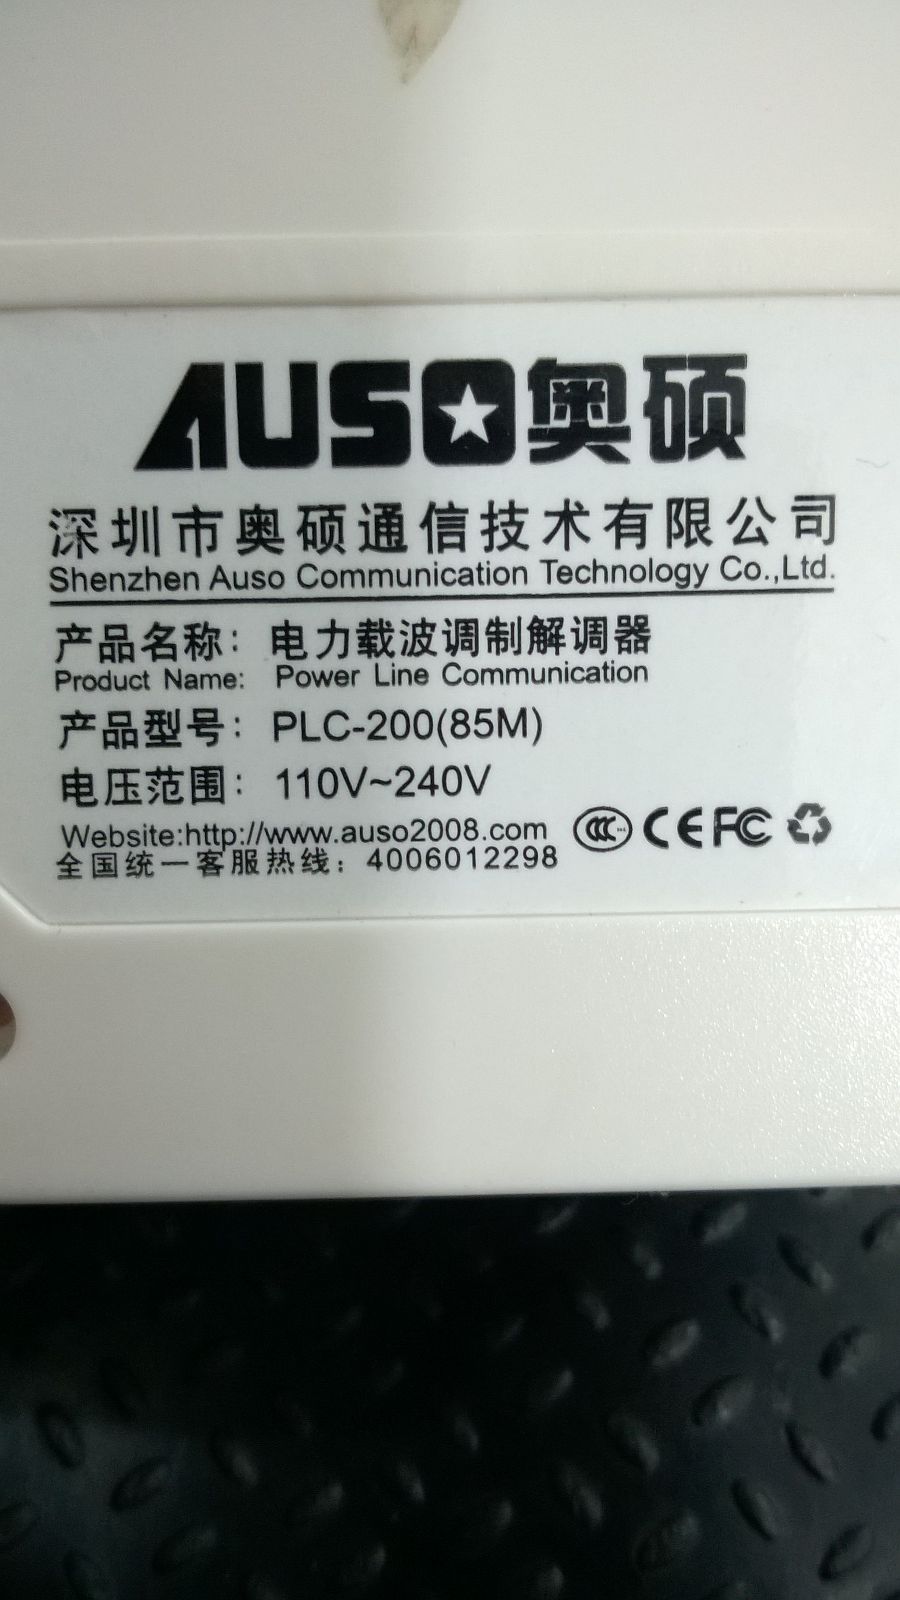 AUSO奥硕
深圳市奥硕通信技术有限公司
Shenzhen Auso Communication Technology Co.,Ltd.
产品名称：电力载波调制解调器
Product Name: Power Line Communication
产品型号：PLC-200(85M)
电压范围：110V~240V
Website:http://www.auso2008.com CCC CE FC
全国统一客服热线：4006012298